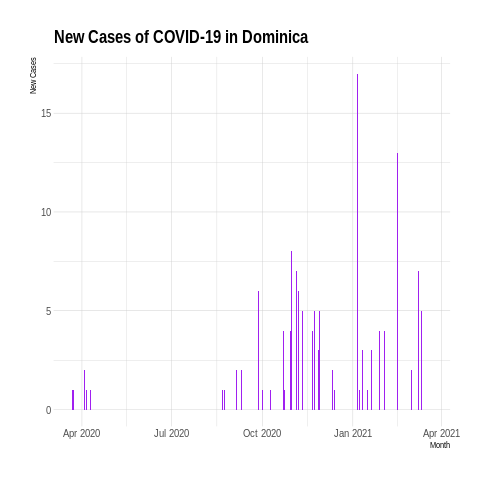 New Cases of COVID-19 in Dominica
New Cases
15
10
5
0
Apr 2020 Jul 2020 Oct 2020 Jan 2021 Apr 2021
Month